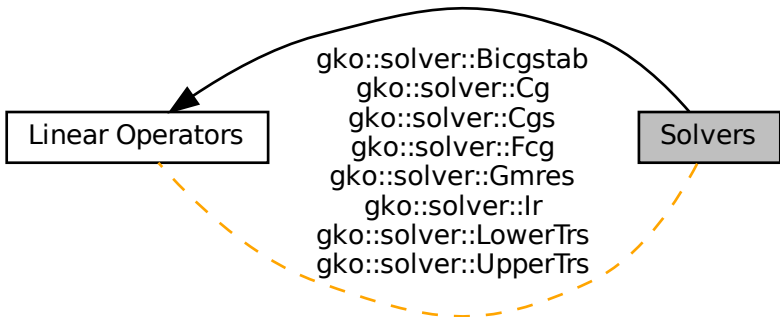 gko::solver::Bicgstab
gko::solver::Cg
gko::solver::Cgs
gko::solver::Fcg
gko::solver::Gmres
gko::solver::Ir
gko::solver::LowerTrs
gko::solver::UpperTrs
Linear Operators
Solvers